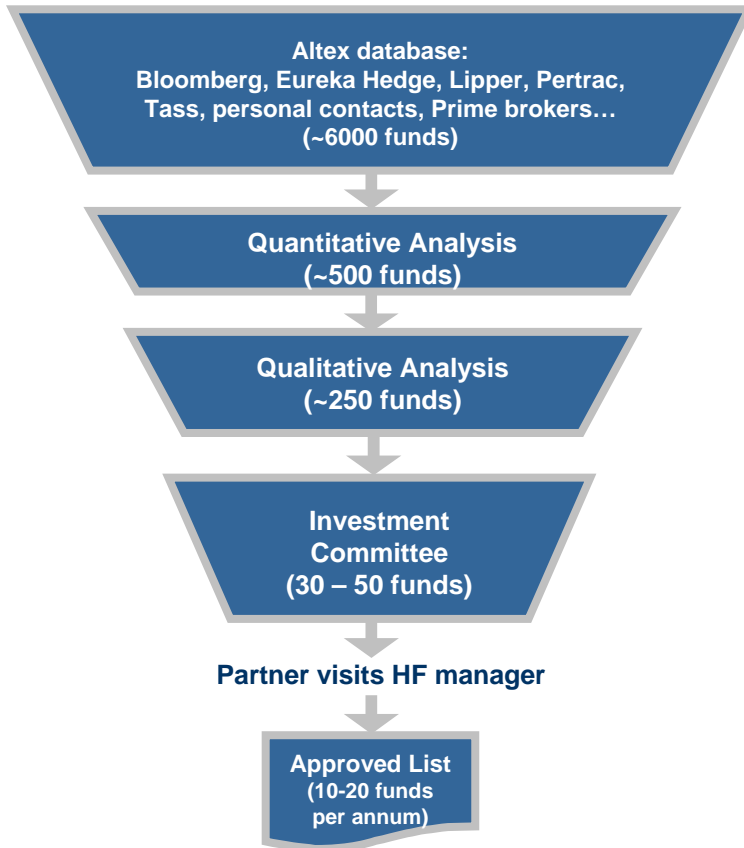 Altex database:
Bloomberg, Eureka Hedge, Lipper, Pertrac,
Tass, personal contacts, Prime brokers…
(~6000 funds)
Quantitative Analysis
(~500 funds)
Qualitative Analysis
(~250 funds)
Investment
Committee
(30 – 50 funds)
Partner visits HF manager
Approved List
(10-20 funds
per annum)